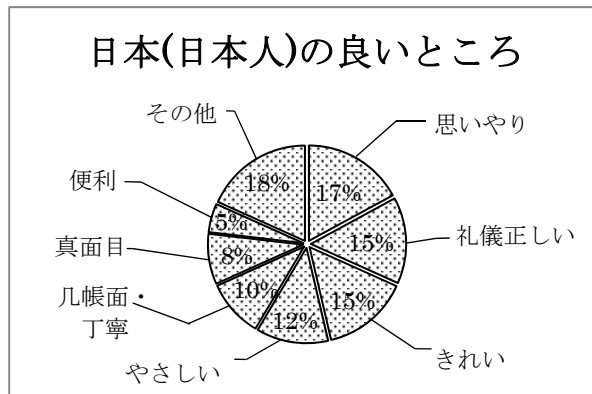 日本(日本人)の良いところ
思いやり
17%
礼儀正しい
15%
きれい
15%
やさしい
12%
几帳面・
丁寧
10%
真面目
8%
便利
5%
その他
18%